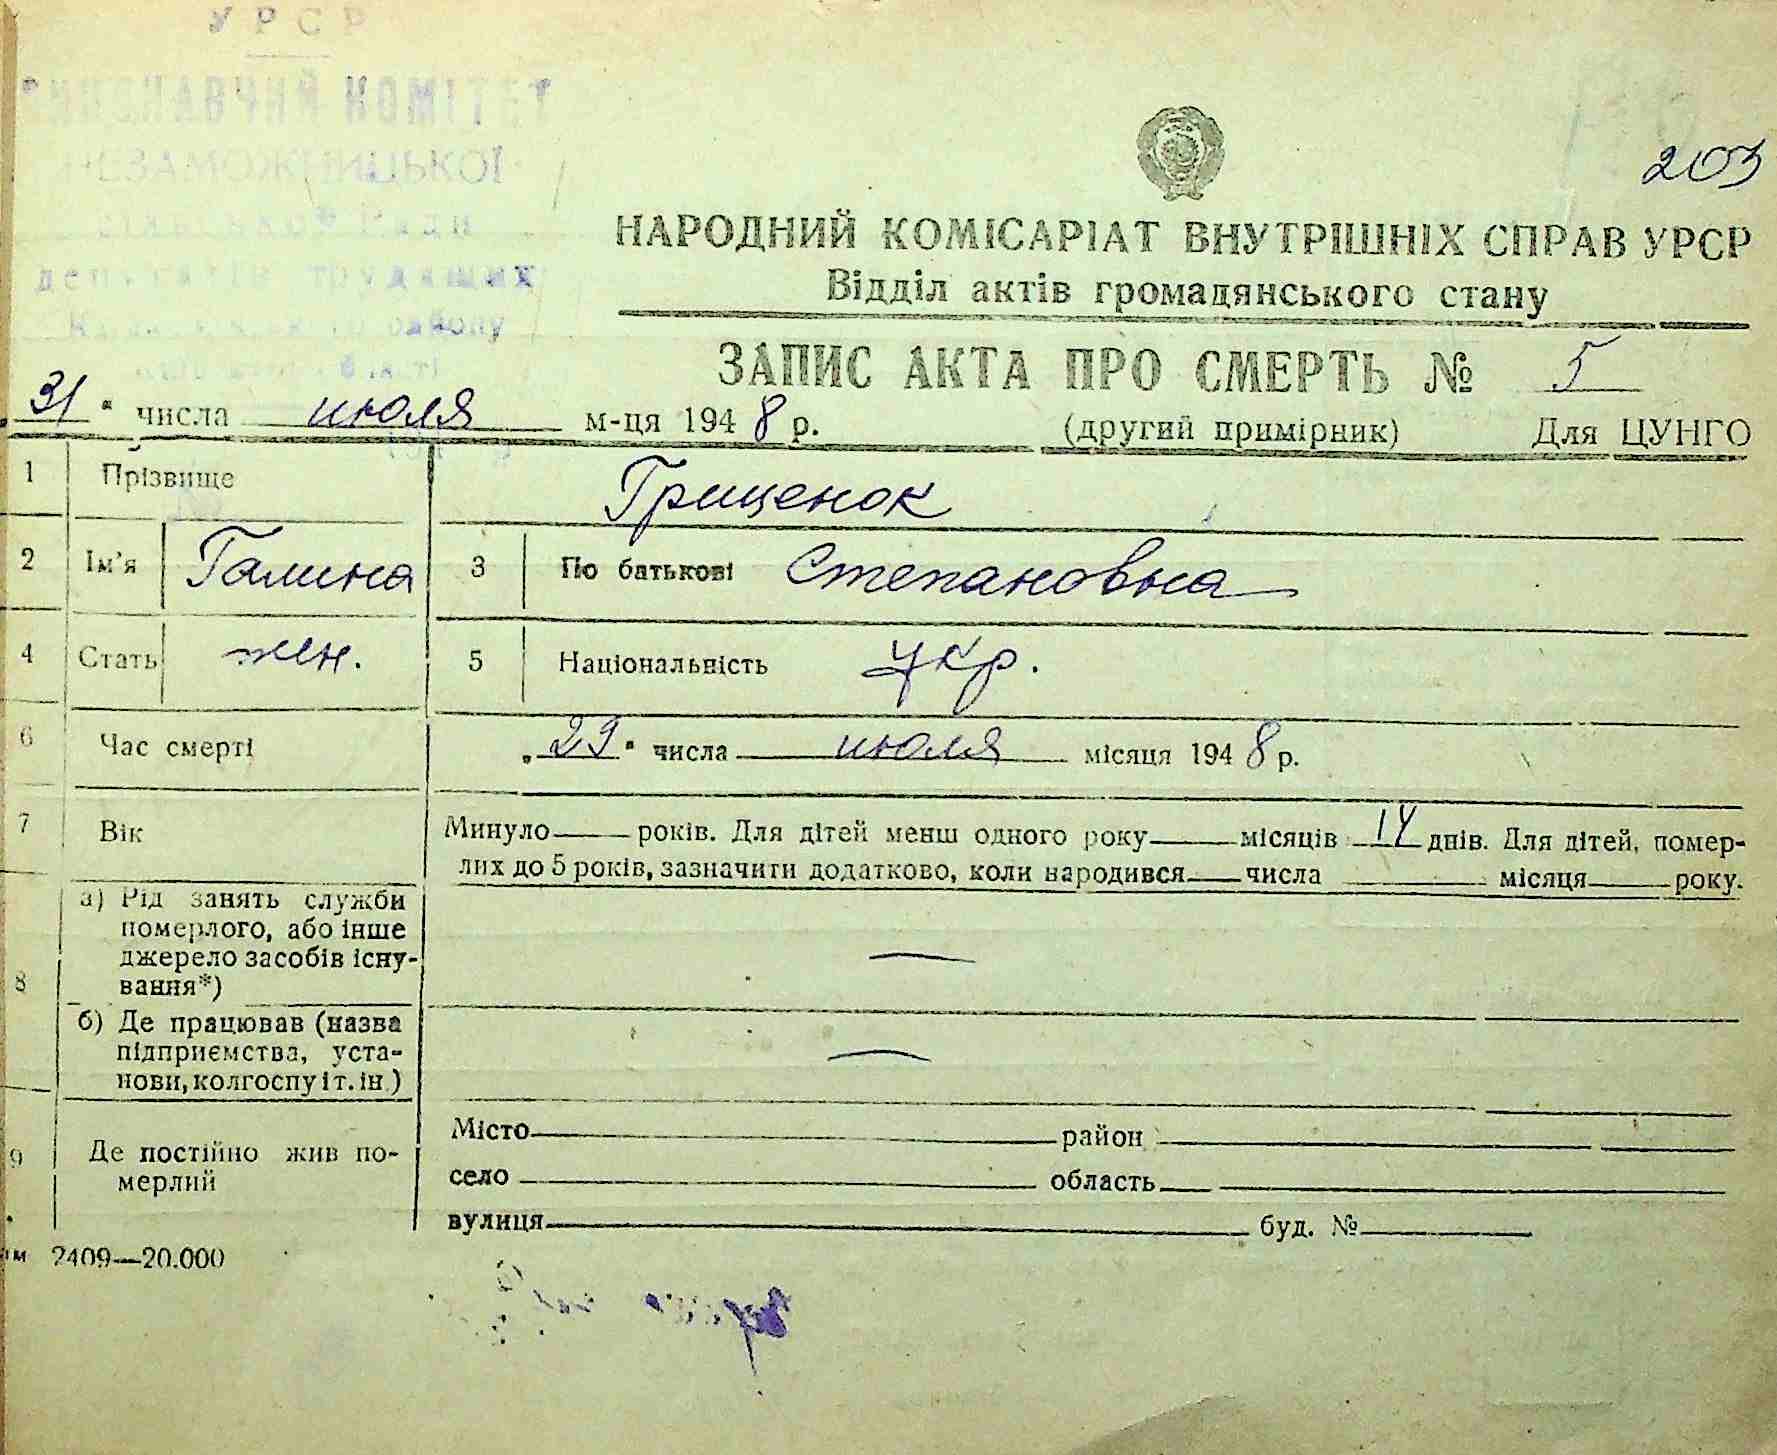 УРСР
ВИКОНАВЧИЙ КОМІТЕТ
НЕЗАМОЖНИЦЬКОЇ
сільської Ради
депутатів трудящих
району
203
НАРОДНИЙ КОМІСАРІАТ ВНУТРІШНІХ СПРАВ УРСР
Відділ актів громадянського стану
ЗАПИС АКТА ПРО СМЕРТЬ № 5
31 " числа июля м-ця 1948 р. (другий примірник) Для ЦУНГО
1 Прізвище Гриценок
2 Ім'я Галина 3 По батькові Степановна
4 Стать жен. 5 Національність укр.
6 Час смерті „29" числа июля місяця 1948 р.
7 Вік Минуло — років. Для дітей менш одного року — місяців 14 днів. Для дітей, помер-
лих до 5 років, зазначити додатково, коли народився — числа — місяця — року.
8 а) Рід занять служби
померлого, або інше
джерело засобів існу-
вання*) —
б) Де працював (назва
підприємства, уста-
нови, колгоспу і т. ін.) —
9 Де постійно жив по-
мерлий
Місто район
село область
вулиця буд. №
2409—20.000